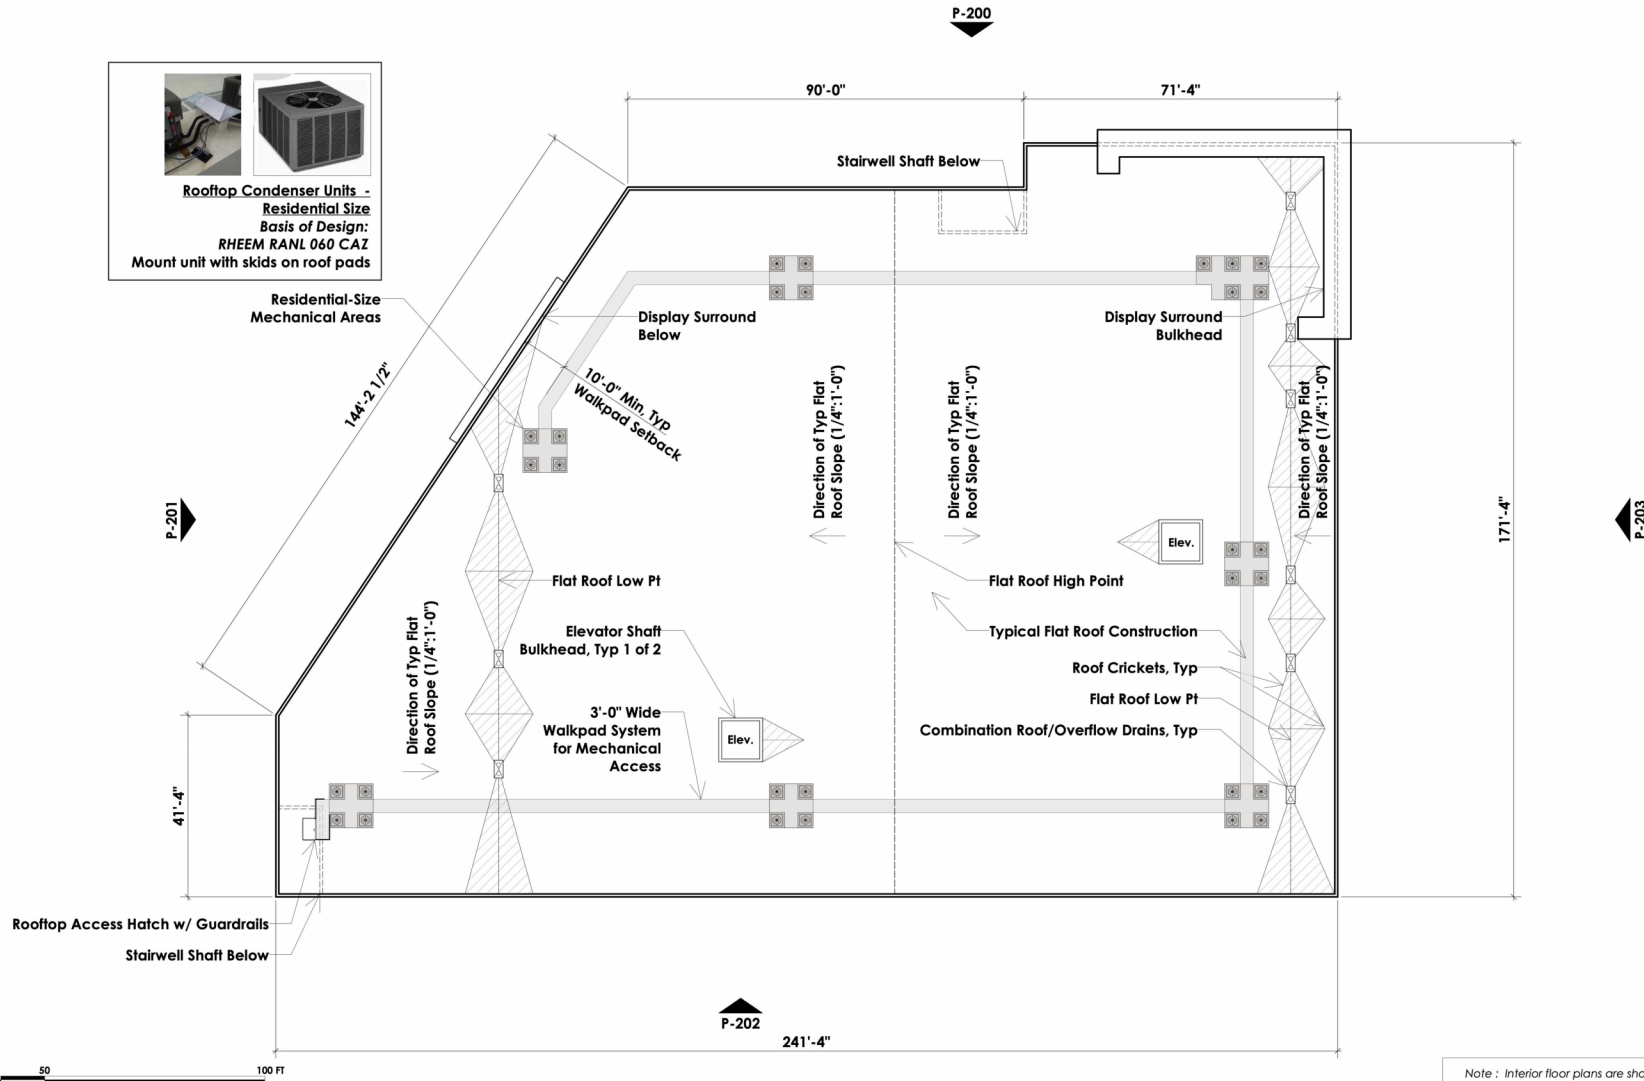 P-200
90'-0"
71'-4"
Rooftop Condenser Units -
Residential Size
Basis of Design:
RHEEM RANL 060 CAZ
Mount unit with skids on roof pads
Stairwell Shaft Below
Residential-Size
Mechanical Areas
Display Surround
Below
Display Surround
Bulkhead
144'-2 1/2"
10'-0" Min, Typ
Walkpad Setback
Direction of Typ Flat
Roof Slope (1/4":1'-0")
Direction of Typ Flat
Roof Slope (1/4":1'-0")
Direction of Typ Flat
Roof Slope (1/4":1'-0")
P-201
171'-4"
P-203
Elev.
Flat Roof Low Pt
Flat Roof High Point
Direction of Typ Flat
Roof Slope (1/4":1'-0")
Elevator Shaft
Bulkhead, Typ 1 of 2
Typical Flat Roof Construction
Roof Crickets, Typ
Flat Roof Low Pt
3'-0" Wide
Walkpad System
for Mechanical
Access
Elev.
Combination Roof/Overflow Drains, Typ
41'-4"
Rooftop Access Hatch w/ Guardrails
Stairwell Shaft Below
P-202
241'-4"
50
100 FT
Note : Interior floor plans are sho